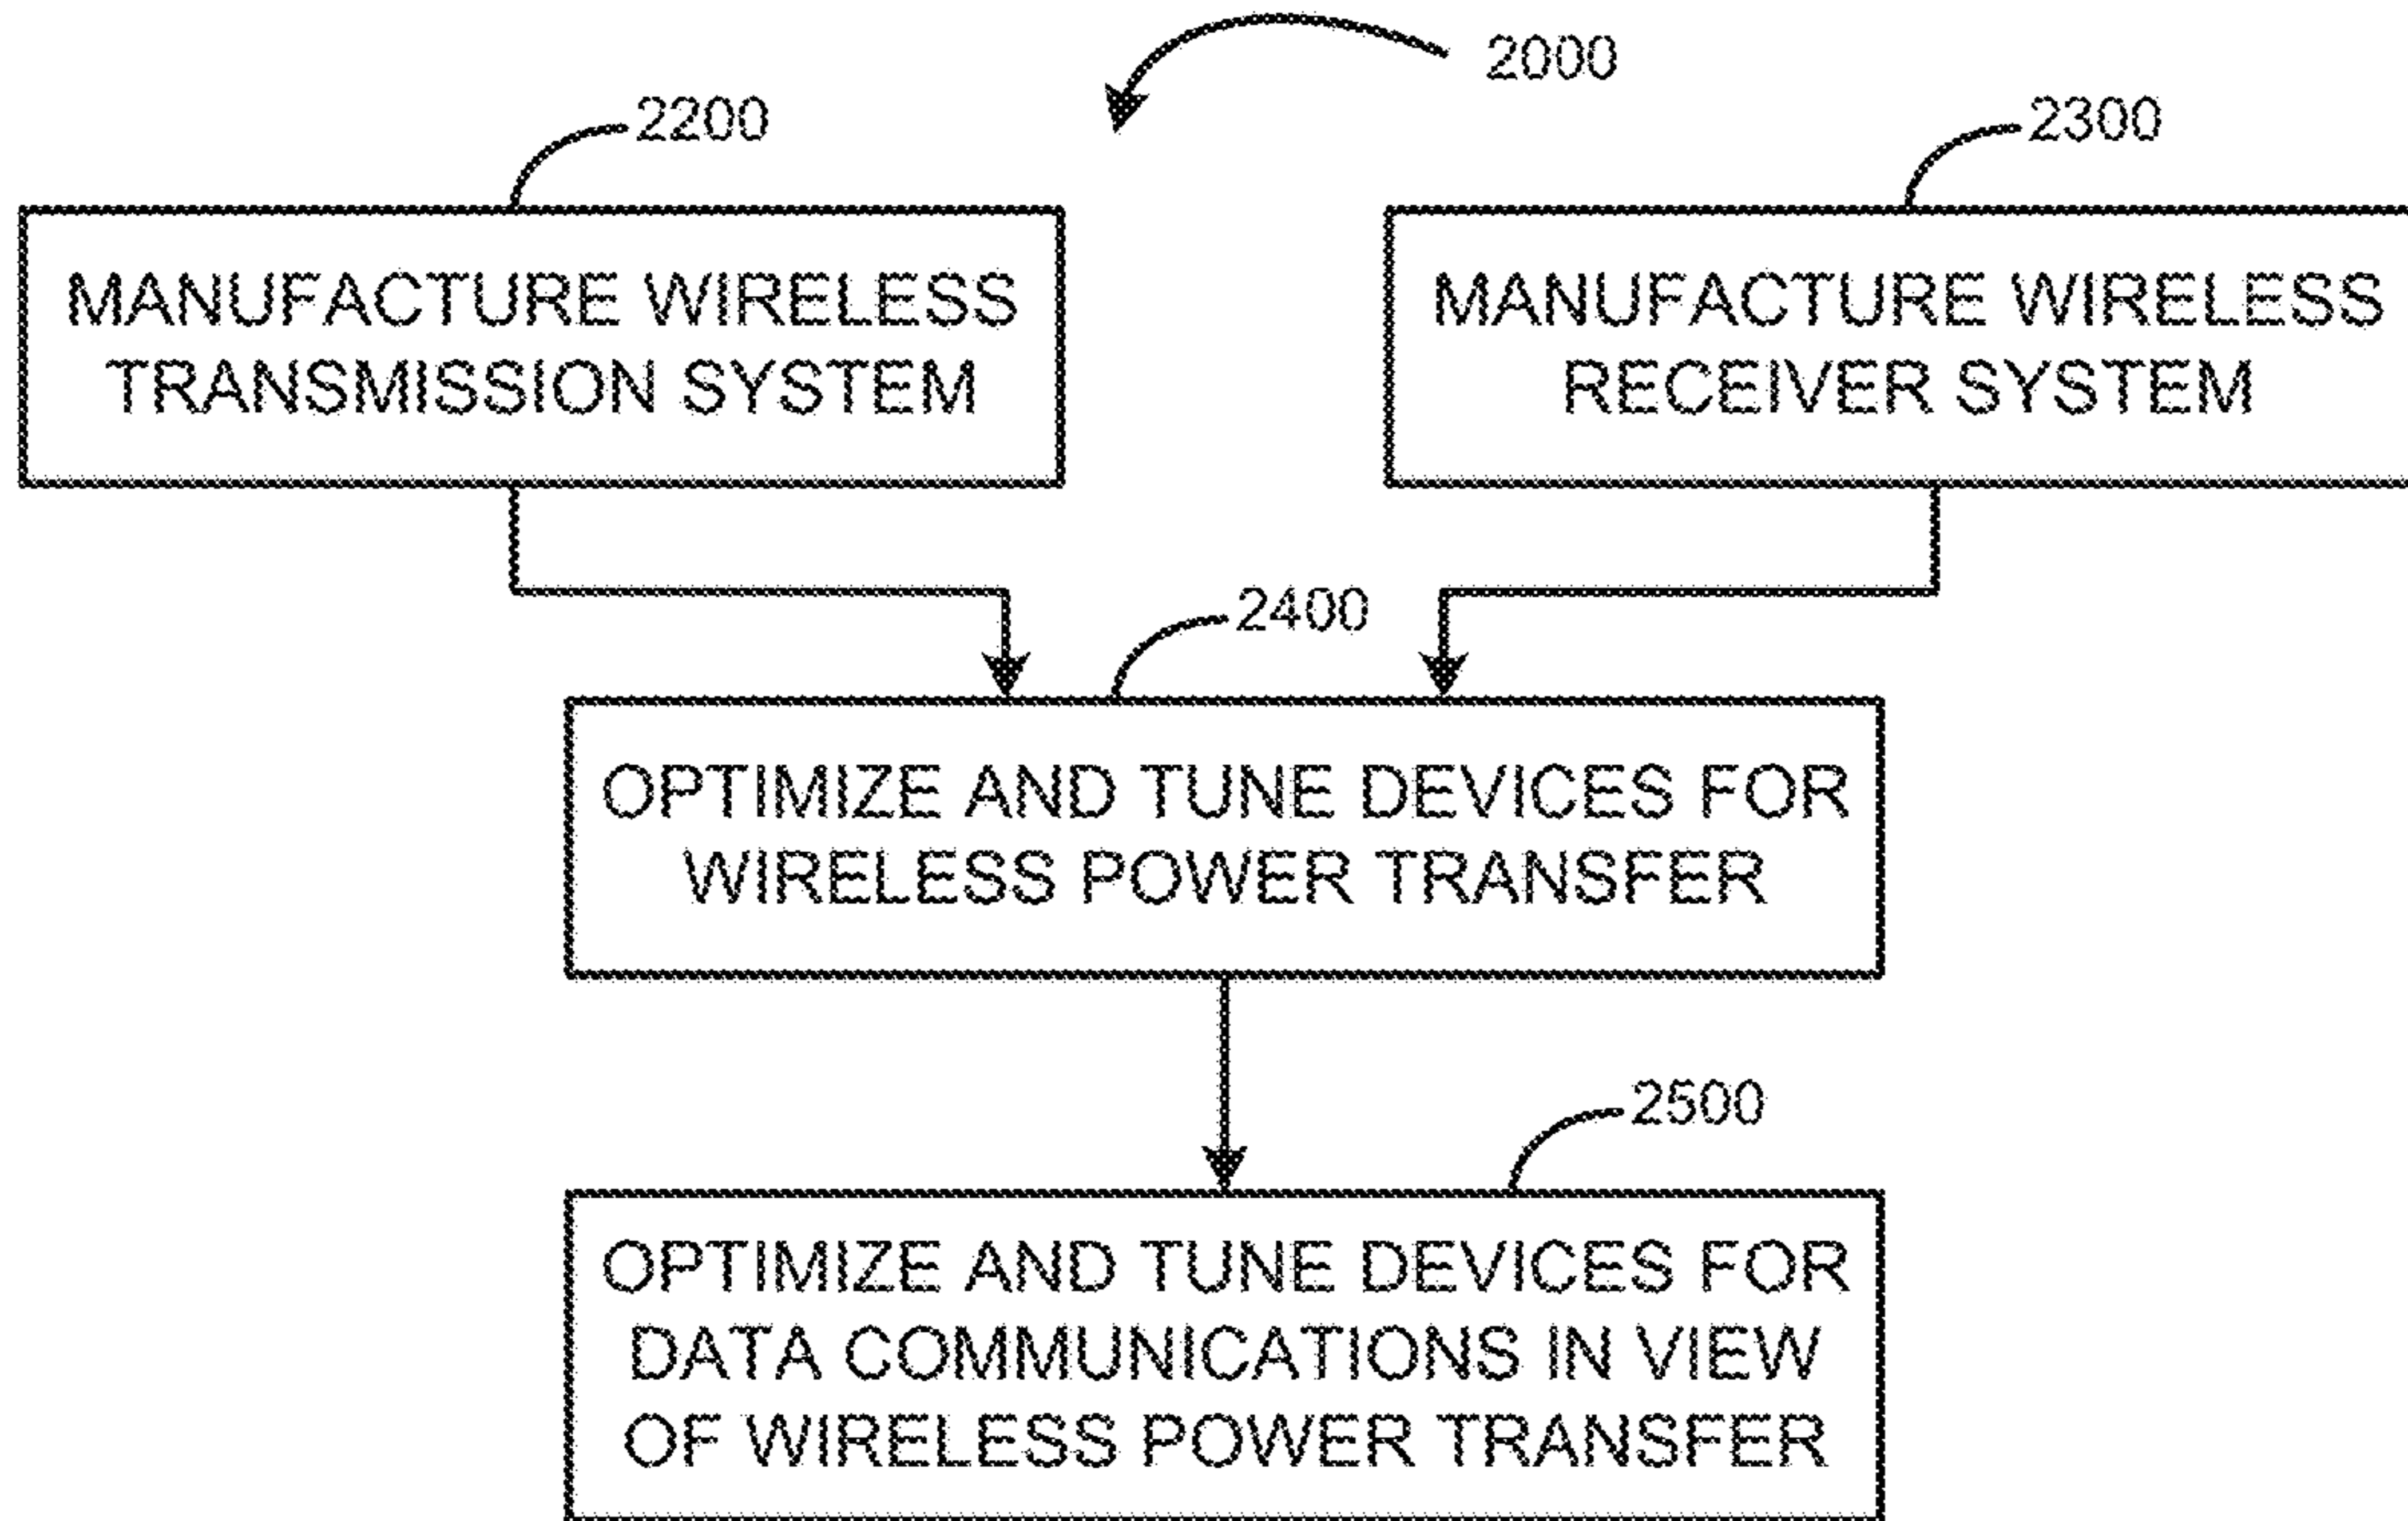 2000
2200
2300
MANUFACTURE WIRELESS
TRANSMISSION SYSTEM
MANUFACTURE WIRELESS
RECEIVER SYSTEM
2400
OPTIMIZE AND TUNE DEVICES FOR
WIRELESS POWER TRANSFER
2500
OPTIMIZE AND TUNE DEVICES FOR
DATA COMMUNICATIONS IN VIEW
OF WIRELESS POWER TRANSFER